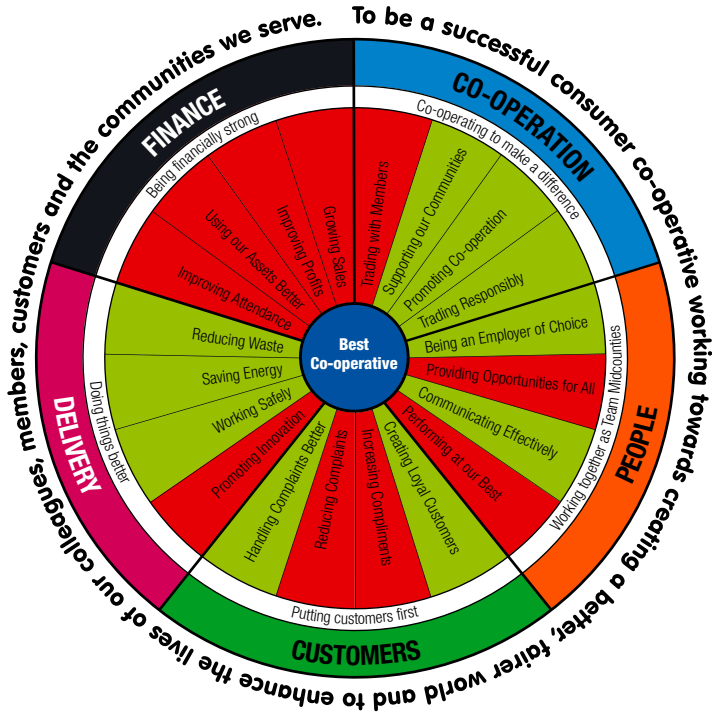 To be a successful consumer co-operative working towards creating a better, fairer world and to enhance the lives of our colleagues, members, customers and the communities we serve.
CO-OPERATION
Co-operating to make a difference
Trading with Members
Supporting our Communities
Promoting Co-operation
Trading Responsibly
PEOPLE
Working together as Team Midcounties
Being an Employer of Choice
Providing Opportunities for All
Communicating Effectively
Performing at our Best
CUSTOMERS
Putting customers first
Creating Loyal Customers
Increasing Compliments
Reducing Complaints
Handling Complaints Better
DELIVERY
Doing things better
Promoting Innovation
Working Safely
Saving Energy
Reducing Waste
FINANCE
Being financially strong
Improving Attendance
Using our Assets Better
Improving Profits
Growing Sales
Best
Co-operative